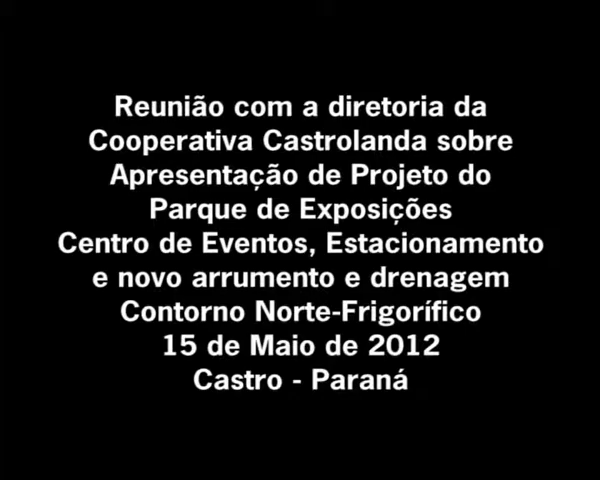 Reunião com a diretoria da
Cooperativa Castrolanda sobre
Apresentação de Projeto do
Parque de Exposições
Centro de Eventos, Estacionamento
e novo arrumento e drenagem
Contorno Norte-Frigorífico
15 de Maio de 2012
Castro - Paraná